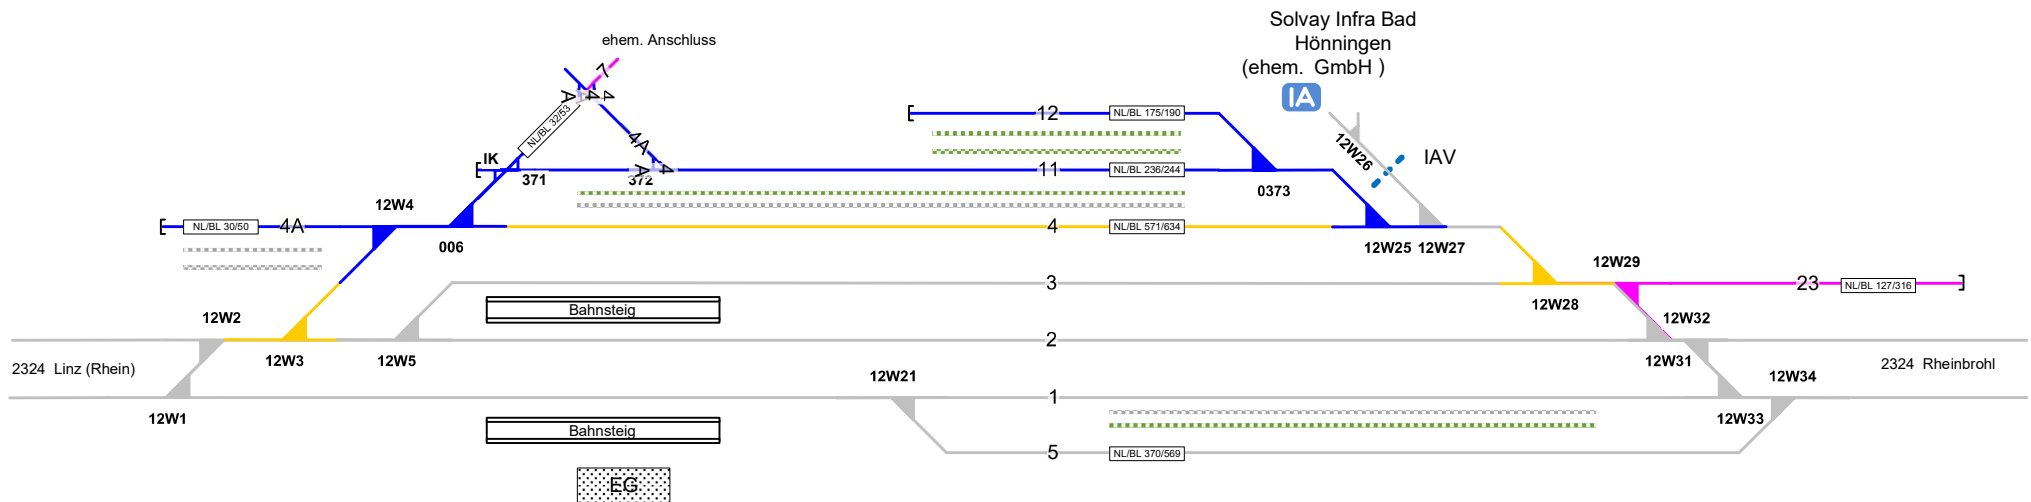 Solvay Infra Bad
Hönningen
(ehem. GmbH )
IA
ehem. Anschluss
7
4
A
4
NL/BL 32/53
4A
4
A
12
NL/BL 175/190
12W26
IAV
IK
371
372
11
NL/BL 236/244
0373
12W4
NL/BL 30/50
4A
006
4
NL/BL 571/634
12W25
12W27
12W29
3
12W28
23
NL/BL 127/316
Bahnsteig
12W2
12W32
12W3
12W5
2
12W31
2324 Linz (Rhein)
2324 Rheinbrohl
12W21
12W34
12W1
1
12W33
Bahnsteig
5
NL/BL 370/569
EG